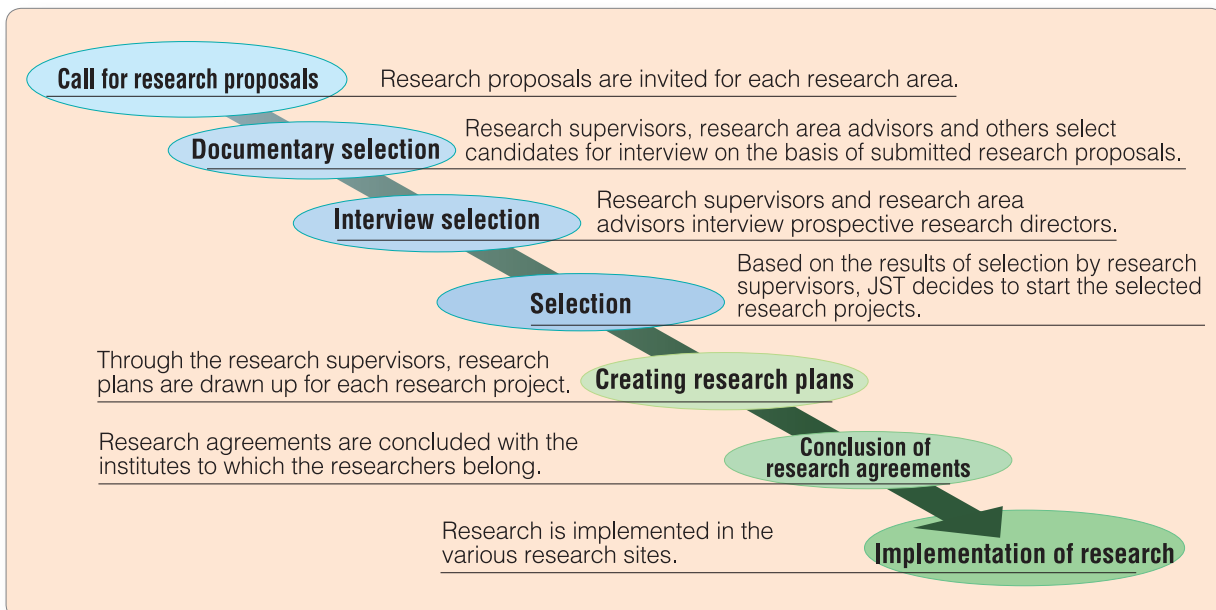 Call for research proposals
Research proposals are invited for each research area.
Documentary selection
Research supervisors, research area advisors and others select
candidates for interview on the basis of submitted research proposals.
Interview selection
Research supervisors and research area
advisors interview prospective research directors.
Selection
Based on the results of selection by research
supervisors, JST decides to start the selected
research projects.
Through the research supervisors, research
plans are drawn up for each research project.
Creating research plans
Research agreements are concluded with the
institutes to which the researchers belong.
Conclusion of
research agreements
Research is implemented in the
various research sites.
Implementation of research